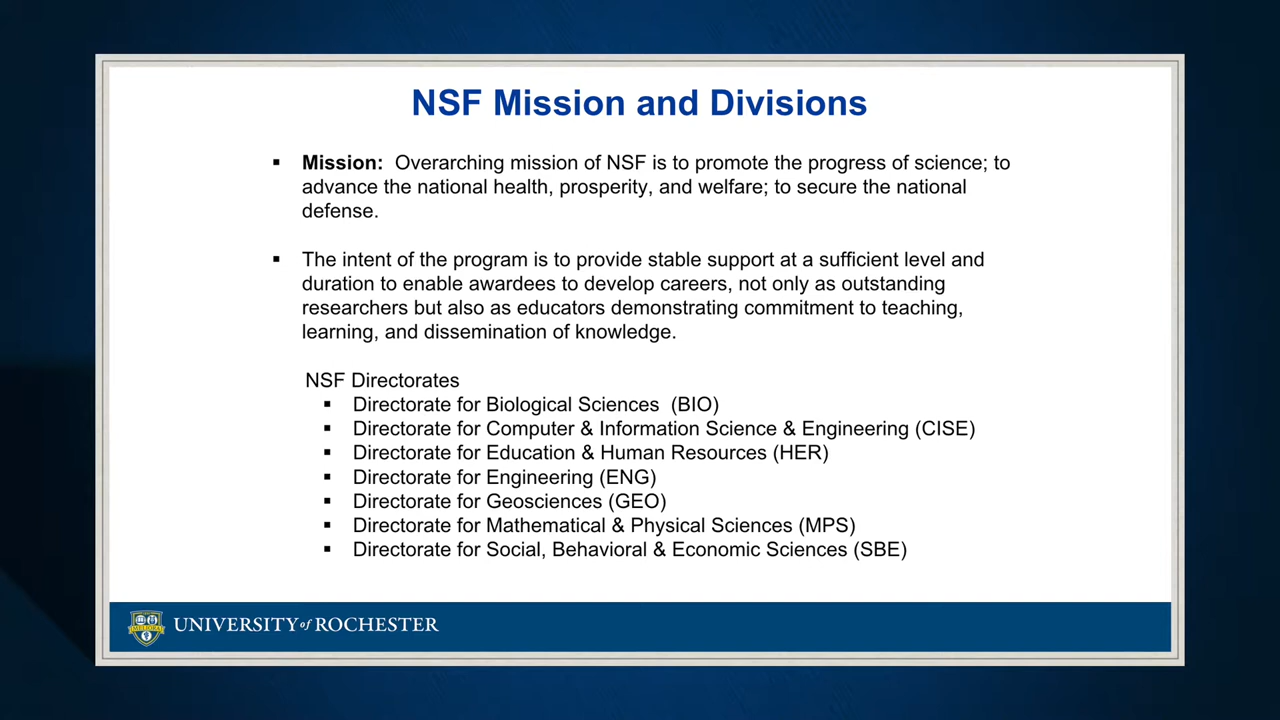 NSF Mission and Divisions
▪ Mission: Overarching mission of NSF is to promote the progress of science; to
advance the national health, prosperity, and welfare; to secure the national
defense.
▪ The intent of the program is to provide stable support at a sufficient level and
duration to enable awardees to develop careers, not only as outstanding
researchers but also as educators demonstrating commitment to teaching,
learning, and dissemination of knowledge.
NSF Directorates
▪ Directorate for Biological Sciences (BIO)
▪ Directorate for Computer & Information Science & Engineering (CISE)
▪ Directorate for Education & Human Resources (HER)
▪ Directorate for Engineering (ENG)
▪ Directorate for Geosciences (GEO)
▪ Directorate for Mathematical & Physical Sciences (MPS)
▪ Directorate for Social, Behavioral & Economic Sciences (SBE)
MELIORA
UNIVERSITY of ROCHESTER